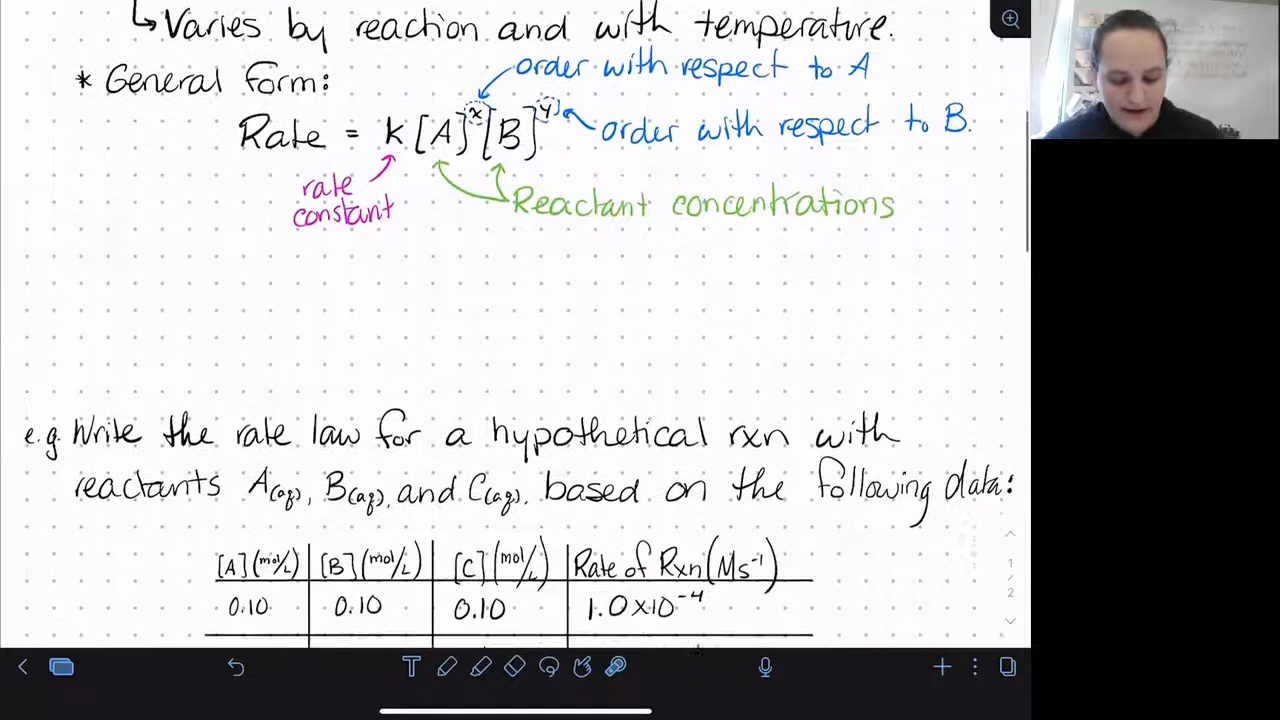 ↳Varies by reaction and with temperature.
* General Form:
order with respect to A
Rate = k[A]^x[B]^y
order with respect to B.
rate constant
Reactant concentrations
e.g. Write the rate law for a hypothetical rxn with
reactants A(aq), B(aq), and C(aq), based on the following data:
[A](mol/L) [B](mol/L) [C](mol/L) Rate of Rxn(Ms⁻¹)
0.10 0.10 0.10 1.0×10⁻⁴
1/2
T